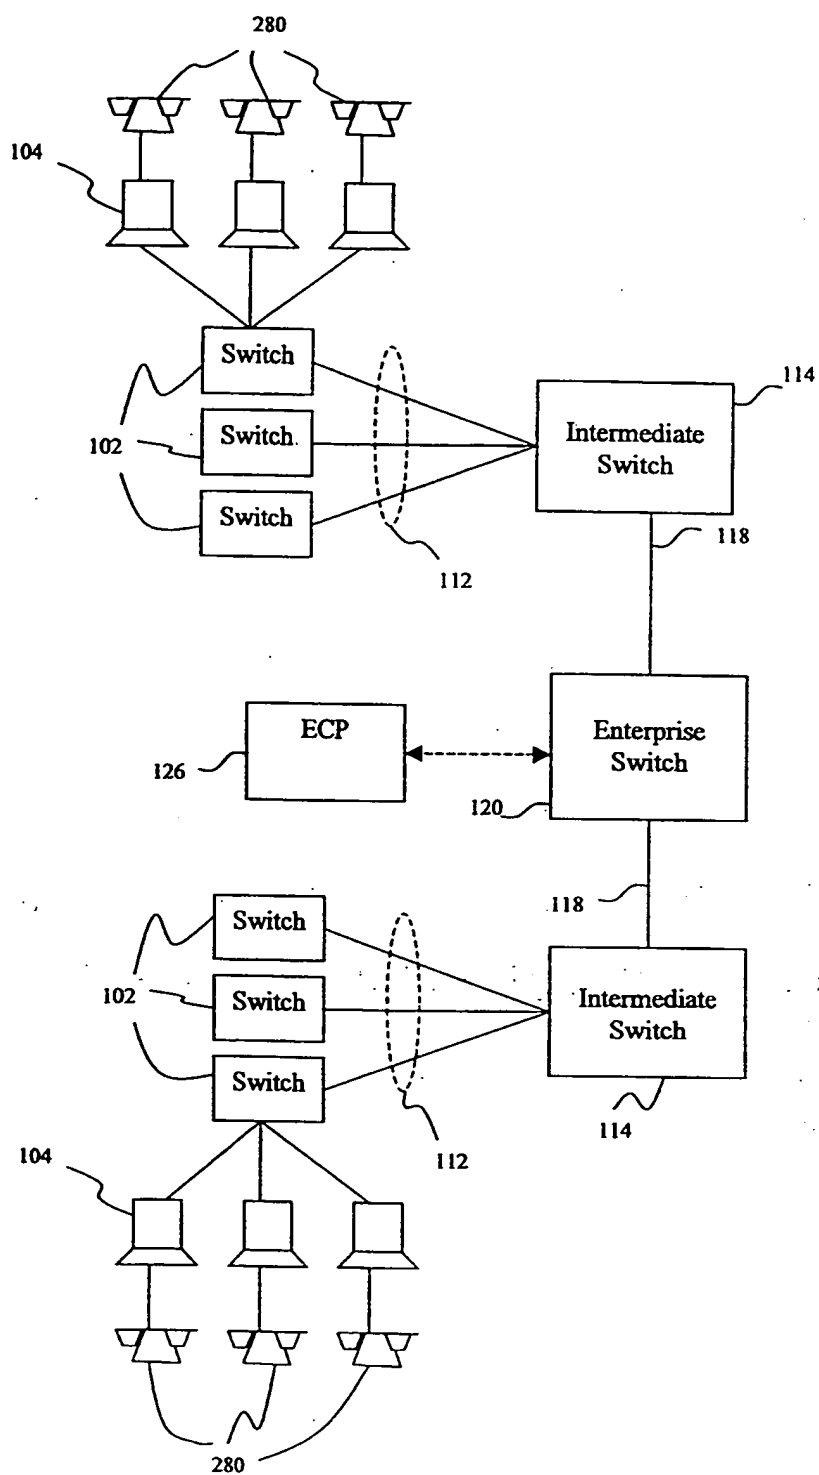 280
104
Switch
114
Intermediate
Switch
Switch
102
Switch
118
112
ECP
Enterprise
Switch
126
120
118
Switch
102
Switch
Intermediate
Switch
Switch
114
112
104
280